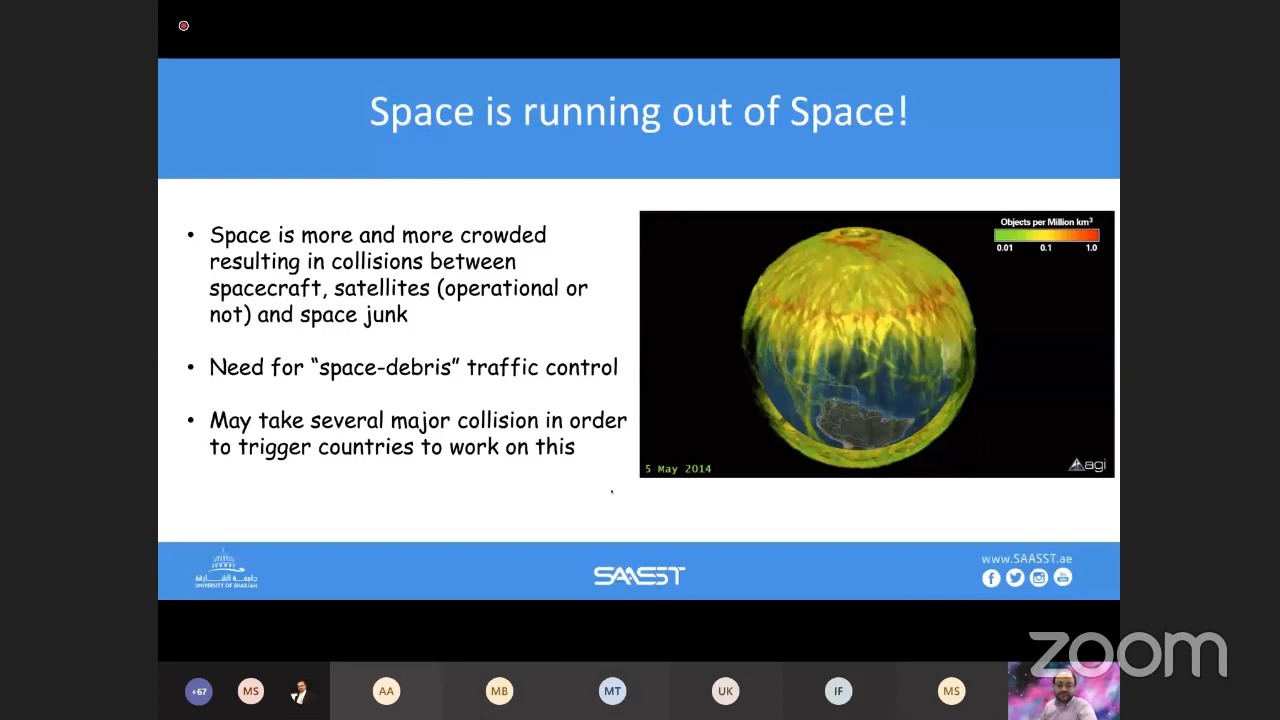 Space is running out of Space!
• Space is more and more crowded
resulting in collisions between
spacecraft, satellites (operational or
not) and space junk
• Need for “space-debris” traffic control
• May take several major collision in order
to trigger countries to work on this
Objects per Million km³
0.01 0.1 1.0
5 May 2014
agi
جامعة الشارقة
UNIVERSITY OF SHARJAH
SAASST
www.SAASST.ae
zoom
+67 MS AA MB MT UK IF MS